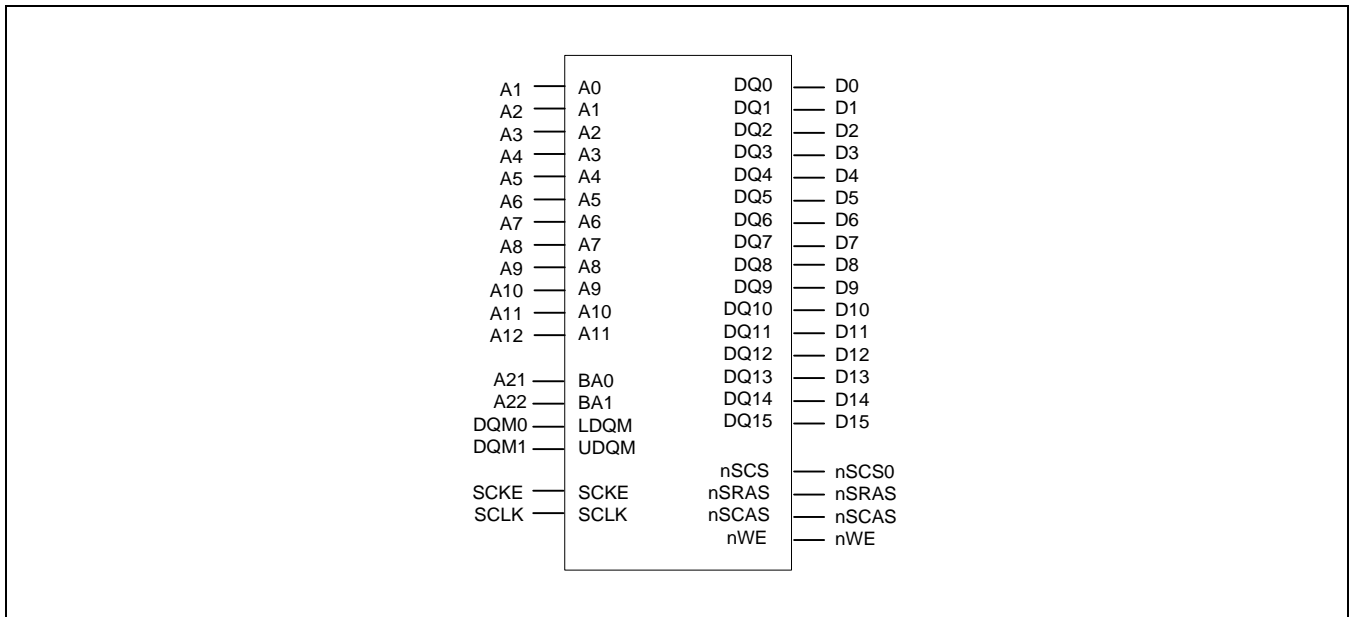 A1 A0 DQ0 D0
A2 A1 DQ1 D1
A3 A2 DQ2 D2
A4 A3 DQ3 D3
A5 A4 DQ4 D4
A6 A5 DQ5 D5
A7 A6 DQ6 D6
A8 A7 DQ7 D7
A9 A8 DQ8 D8
A10 A9 DQ9 D9
A11 A10 DQ10 D10
A12 A11 DQ11 D11
DQ12 D12
A21 BA0 DQ13 D13
A22 BA1 DQ14 D14
DQM0 LDQM DQ15 D15
DQM1 UDQM
nSCS nSCS0
SCKE SCKE nSRAS nSRAS
SCLK SCLK nSCAS nSCAS
nWE nWE